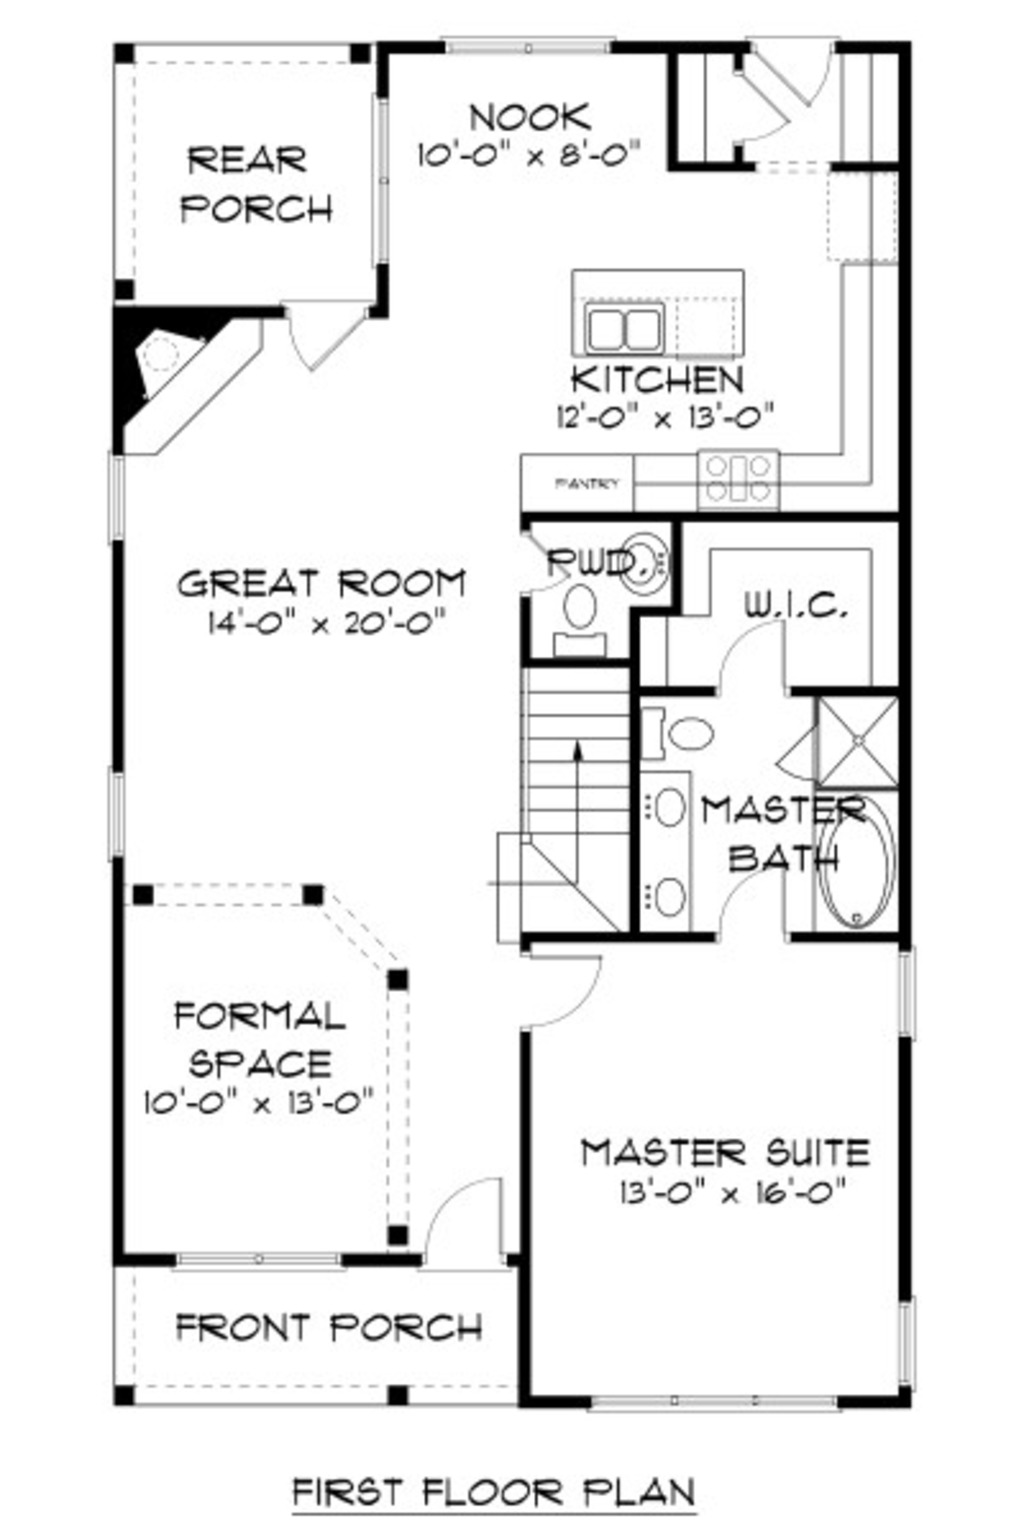 NOOK
10'-0" x 8'-0"
REAR
PORCH
KITCHEN
12'-0" x 13'-0"
PANTRY
PWD.
GREAT ROOM
14'-0" x 20'-0"
W.I.C.
MASTER
BATH
FORMAL
SPACE
10'-0" x 13'-0"
MASTER SUITE
13'-0" x 16'-0"
FRONT PORCH
FIRST FLOOR PLAN